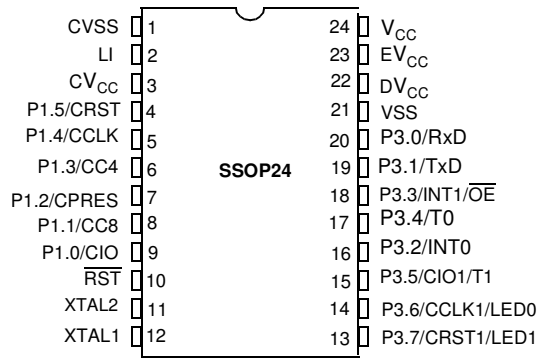 CVSS 1 24 VCC
LI 2 23 EVCC
CVCC 3 22 DVCC
P1.5/CRST 4 21 VSS
P1.4/CCLK 5 20 P3.0/RxD
P1.3/CC4 6 SSOP24 19 P3.1/TxD
P1.2/CPRES 7 18 P3.3/INT1/OE
P1.1/CC8 8 17 P3.4/T0
P1.0/CIO 9 16 P3.2/INT0
RST 10 15 P3.5/CIO1/T1
XTAL2 11 14 P3.6/CCLK1/LED0
XTAL1 12 13 P3.7/CRST1/LED1